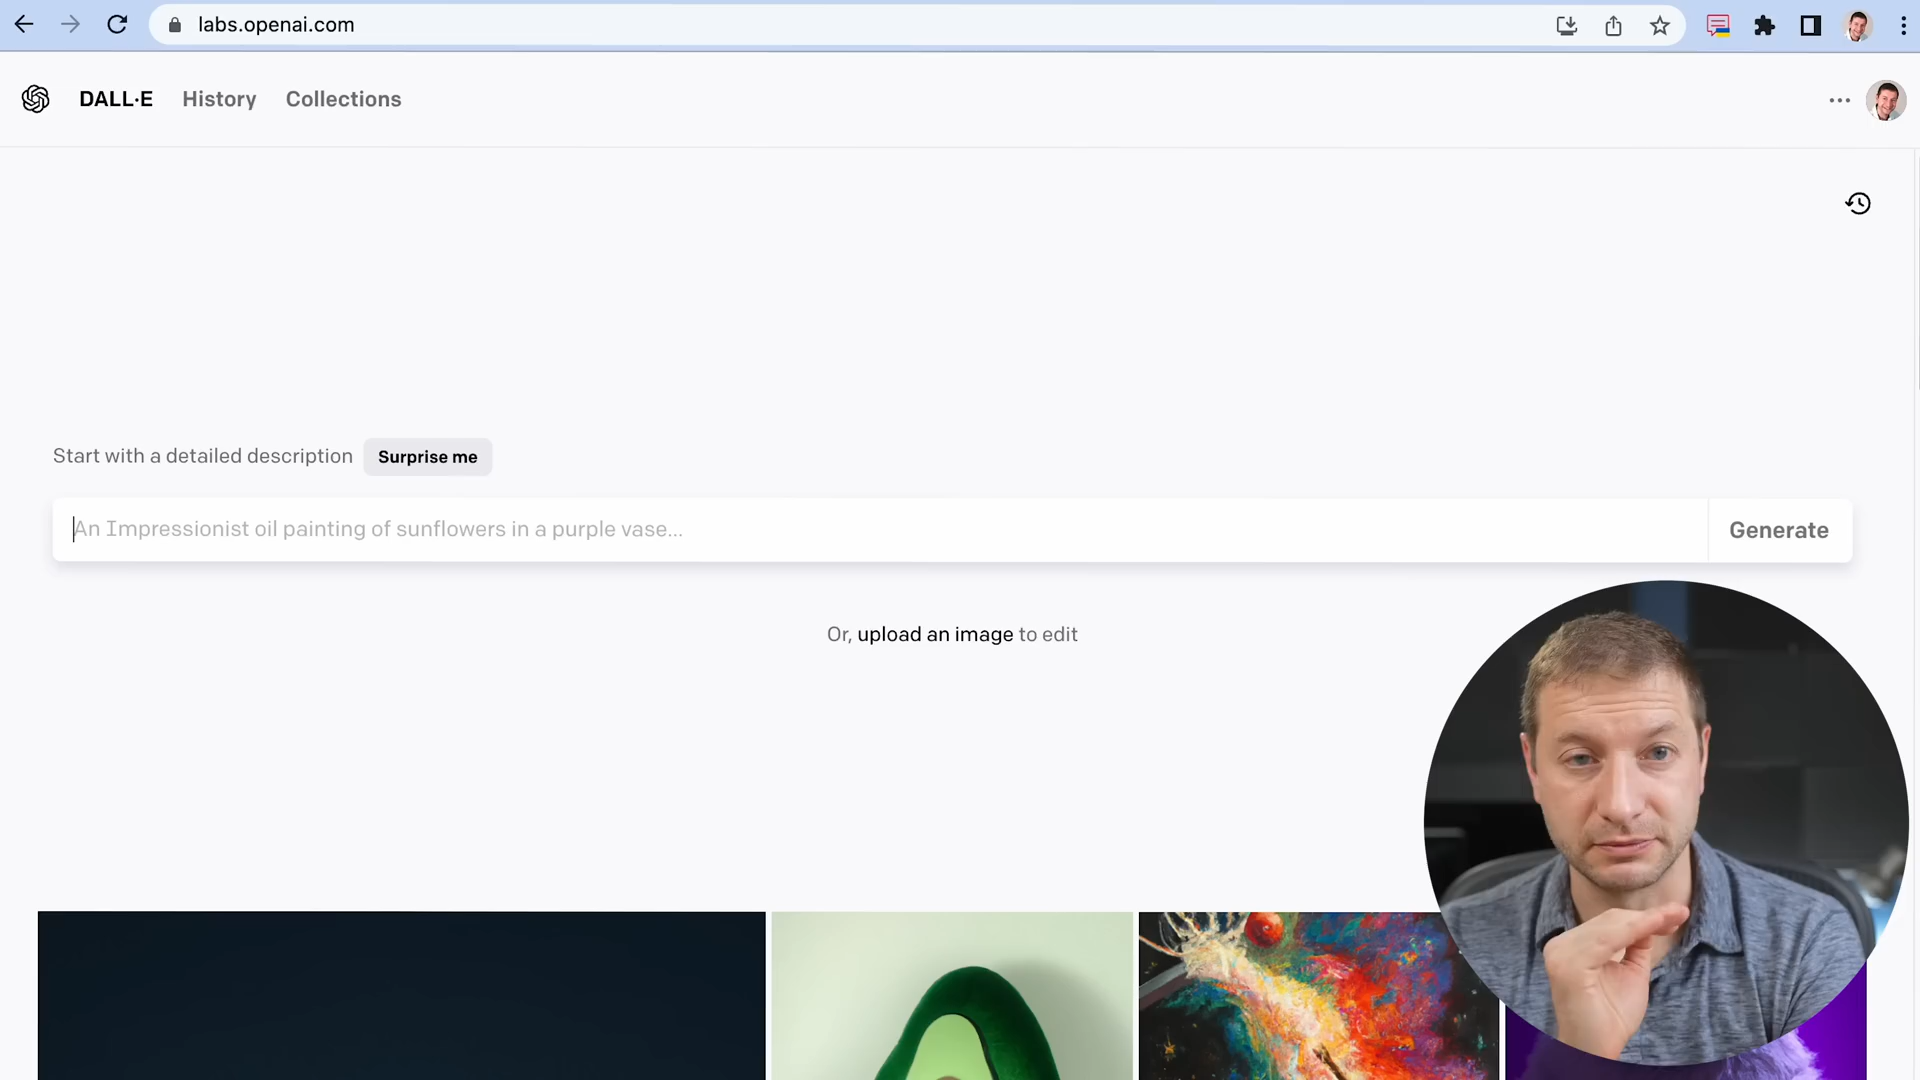 labs.openai.com
DALL·E History Collections
Start with a detailed description Surprise me
An Impressionist oil painting of sunflowers in a purple vase...
Generate
Or, upload an image to edit